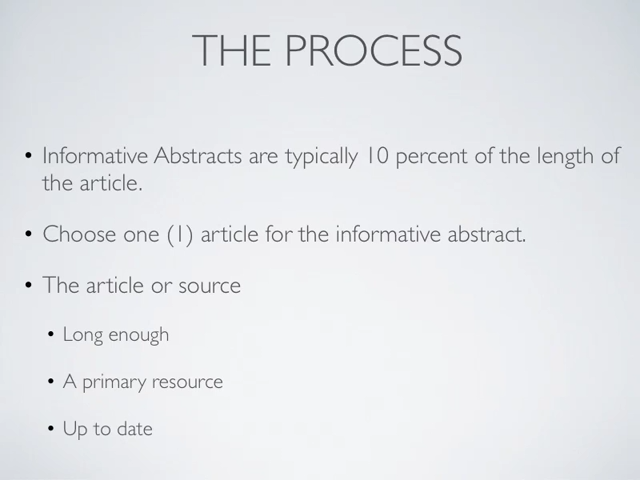 THE PROCESS
• Informative Abstracts are typically 10 percent of the length of
the article.
• Choose one (1) article for the informative abstract.
• The article or source
• Long enough
• A primary resource
• Up to date